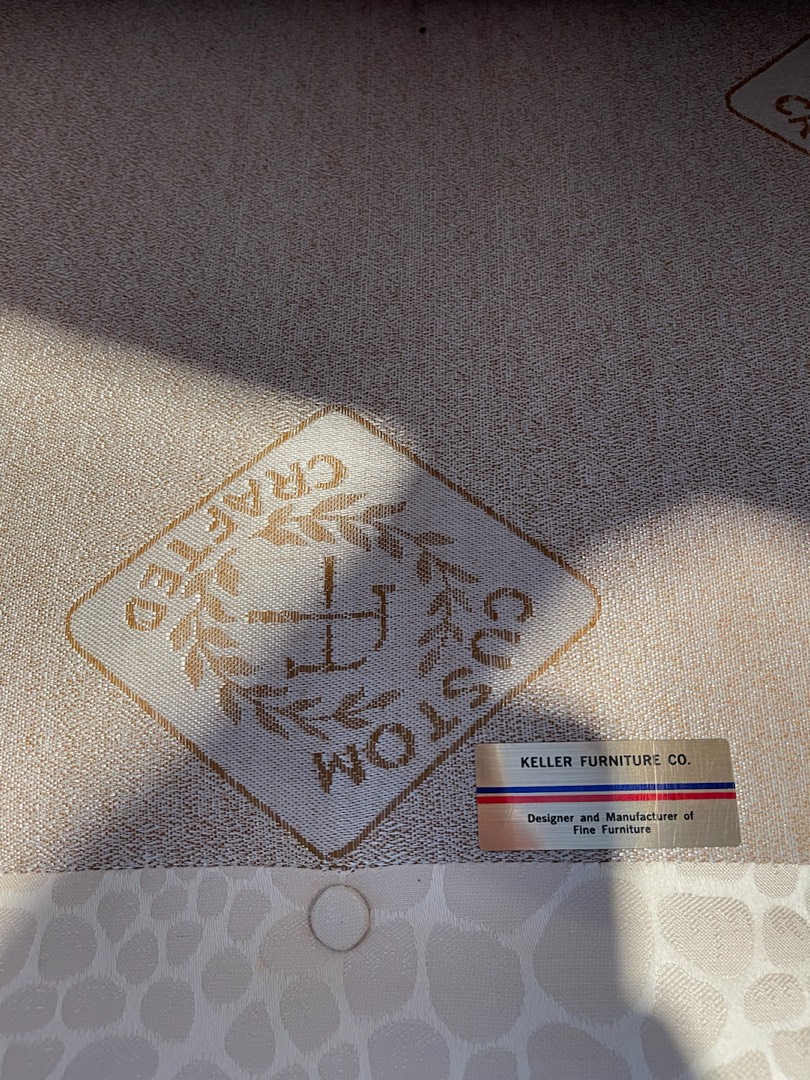 CUSTOM
CRAFTED
KELLER FURNITURE CO.
Designer and Manufacturer of
Fine Furniture